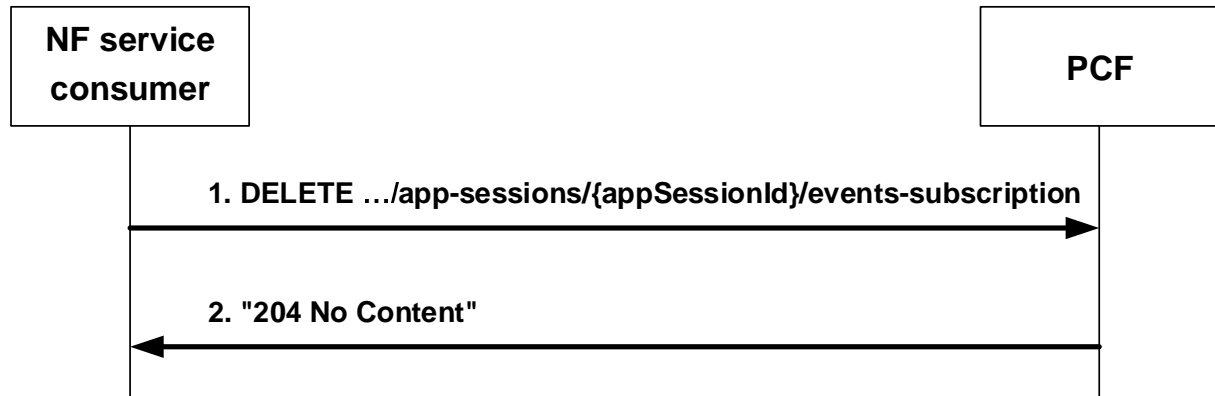 NF service
consumer
PCF
1. DELETE …/app-sessions/{appSessionId}/events-subscription
2. "204 No Content"